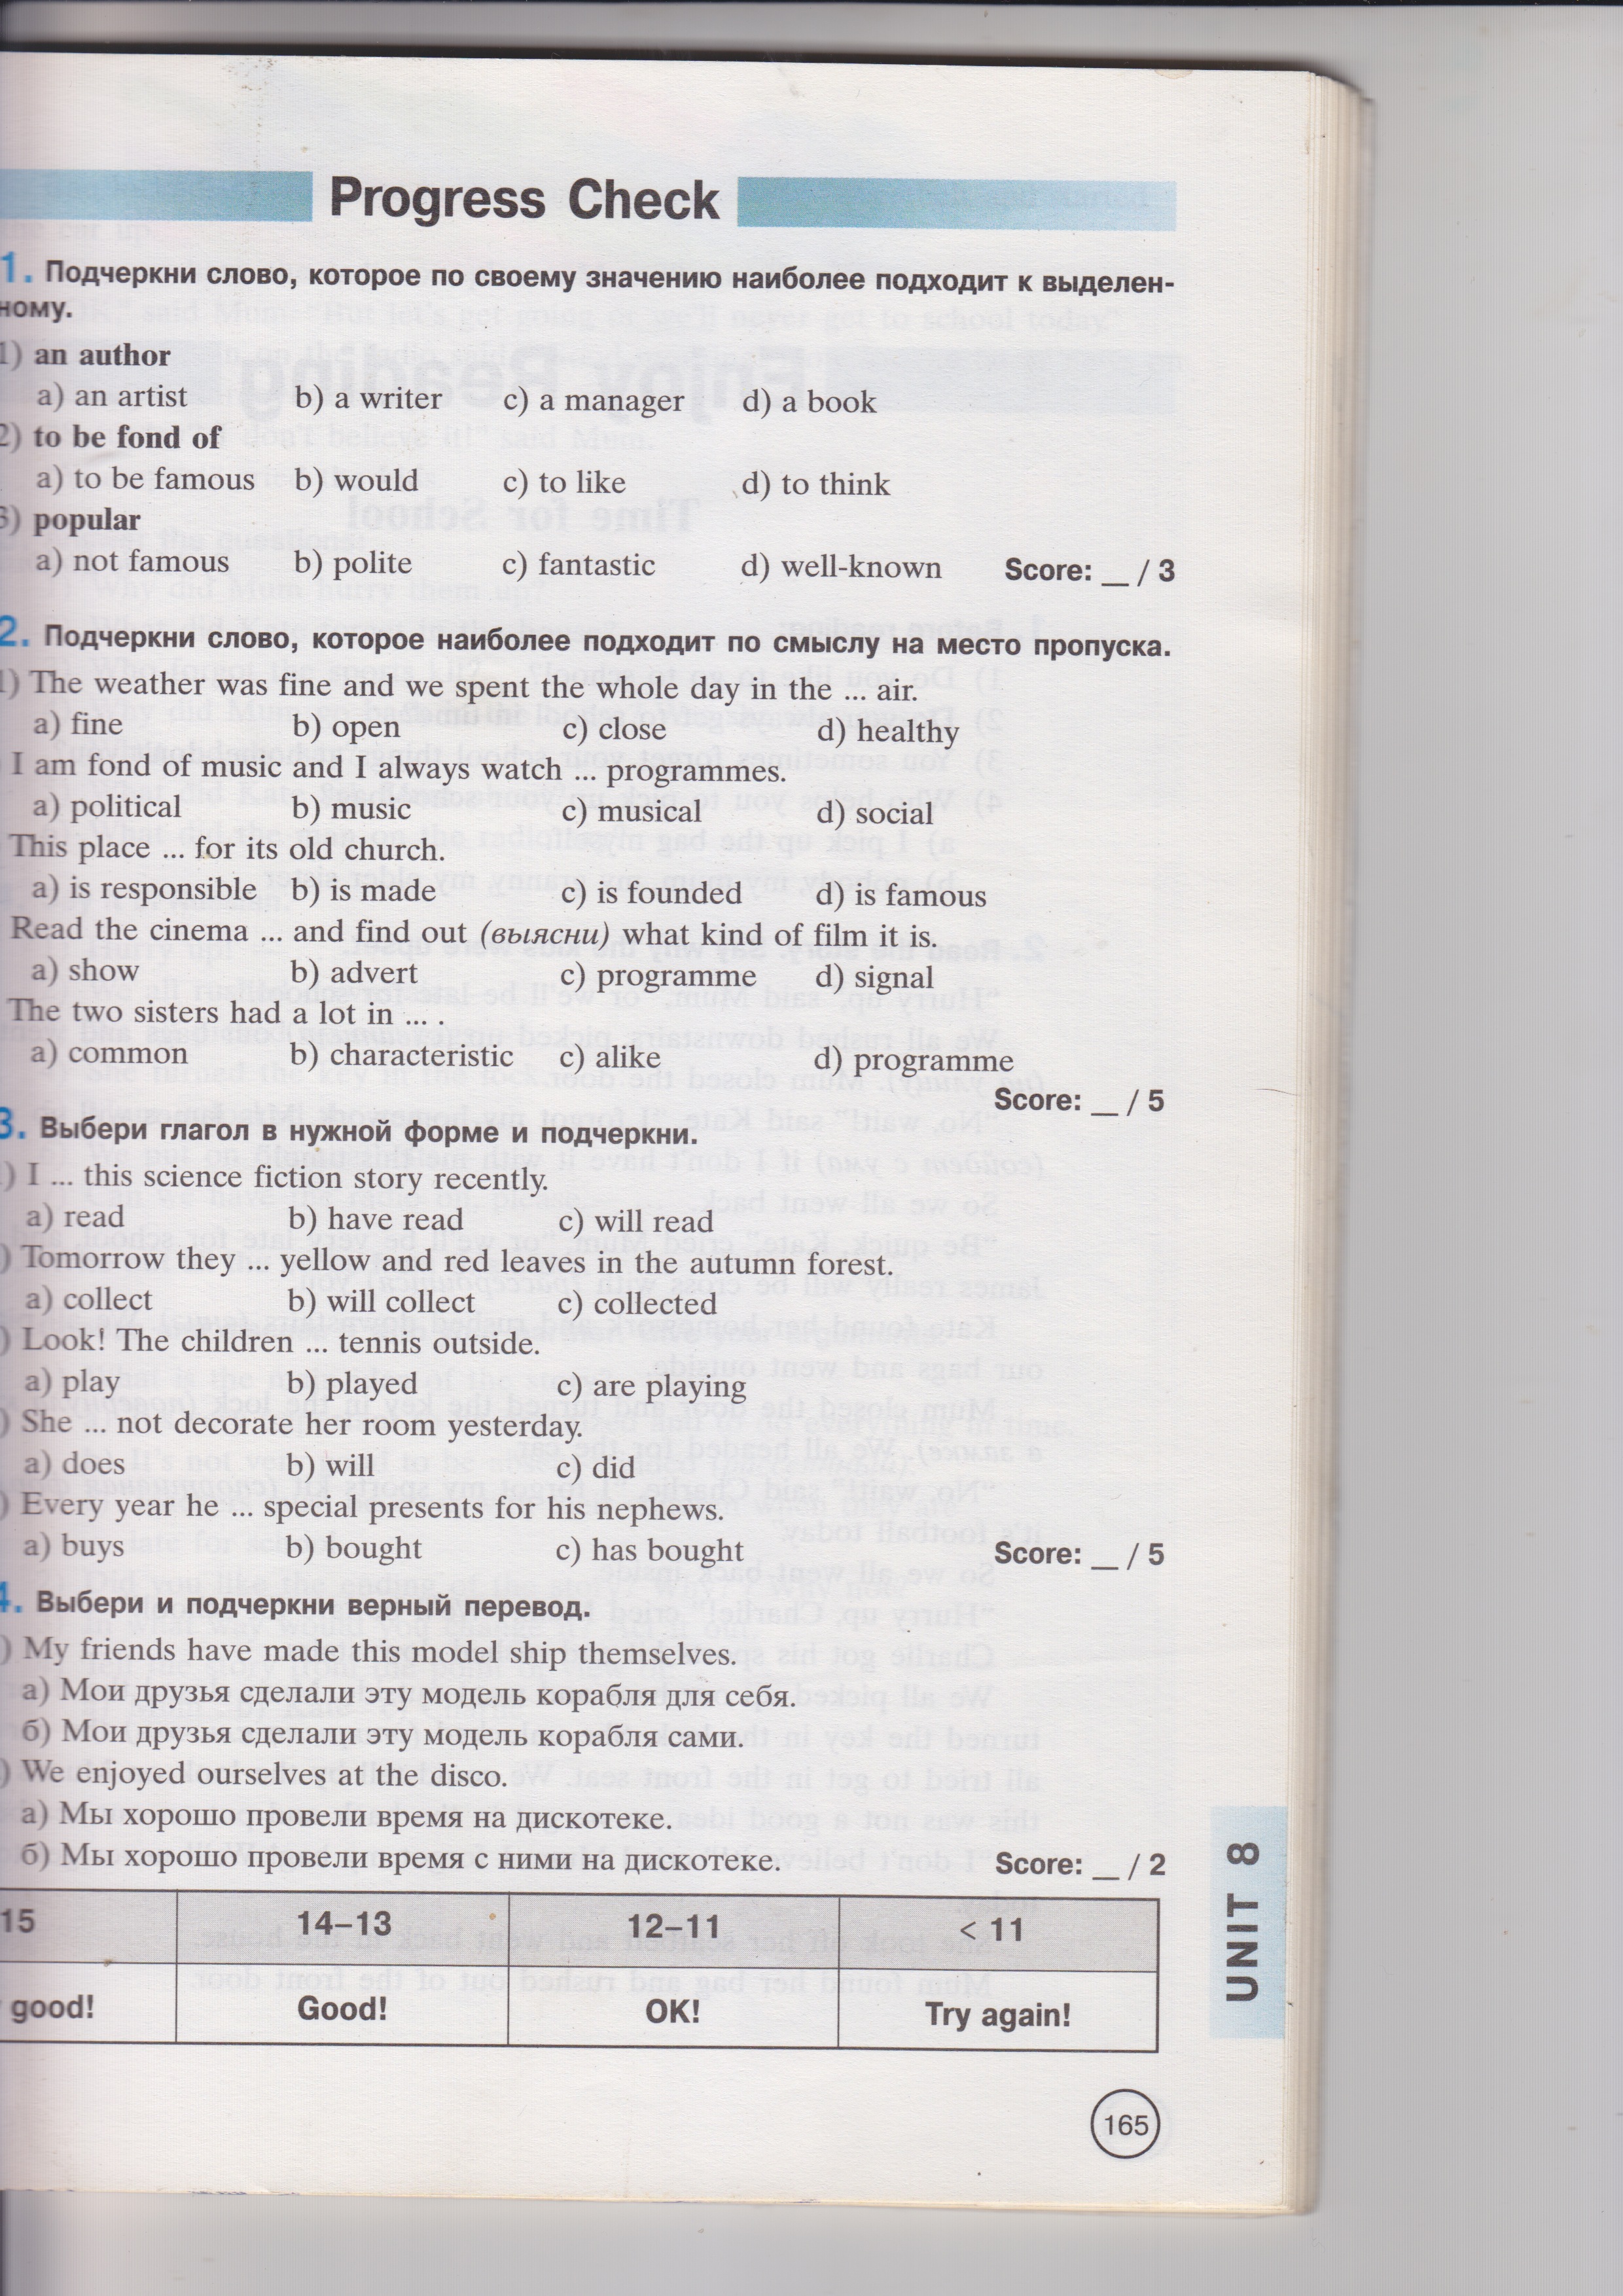 Progress Check
1. Подчеркни слово, которое по своему значению наиболее подходит к выделен-
ному.
1) an author
a) an artist b) a writer c) a manager d) a book
2) to be fond of
a) to be famous b) would c) to like d) to think
3) popular
a) not famous b) polite c) fantastic d) well-known Score: _ / 3
2. Подчеркни слово, которое наиболее подходит по смыслу на место пропуска.
1) The weather was fine and we spent the whole day in the ... air.
a) fine b) open c) close d) healthy
I am fond of music and I always watch ... programmes.
a) political b) music c) musical d) social
This place ... for its old church.
a) is responsible b) is made c) is founded d) is famous
Read the cinema ... and find out (выясни) what kind of film it is.
a) show b) advert c) programme d) signal
The two sisters had a lot in ... .
a) common b) characteristic c) alike d) programme
Score: _ / 5
3. Выбери глагол в нужной форме и подчеркни.
) I ... this science fiction story recently.
a) read b) have read c) will read
) Tomorrow they ... yellow and red leaves in the autumn forest.
a) collect b) will collect c) collected
) Look! The children ... tennis outside.
a) play b) played c) are playing
) She ... not decorate her room yesterday.
a) does b) will c) did
) Every year he ... special presents for his nephews.
a) buys b) bought c) has bought Score: _ / 5
4. Выбери и подчеркни верный перевод.
) My friends have made this model ship themselves.
а) Мои друзья сделали эту модель корабля для себя.
б) Мои друзья сделали эту модель корабля сами.
) We enjoyed ourselves at the disco.
а) Мы хорошо провели время на дискотеке.
б) Мы хорошо провели время с ними на дискотеке. Score: _ / 2
15 14–13 12–11 < 11
good! Good! OK! Try again!
UNIT 8
165